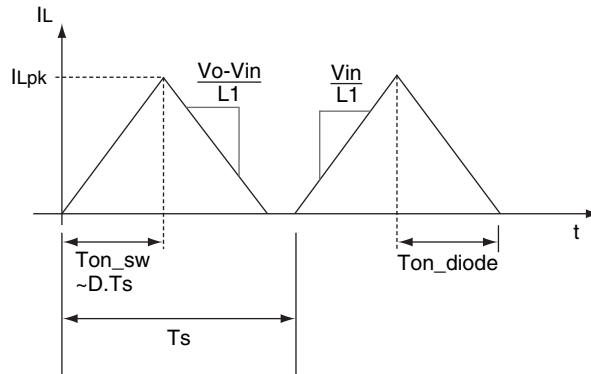 IL
ILpk
Vo-Vin
L1
Vin
L1
t
Ton_sw
~D.Ts
Ton_diode
Ts